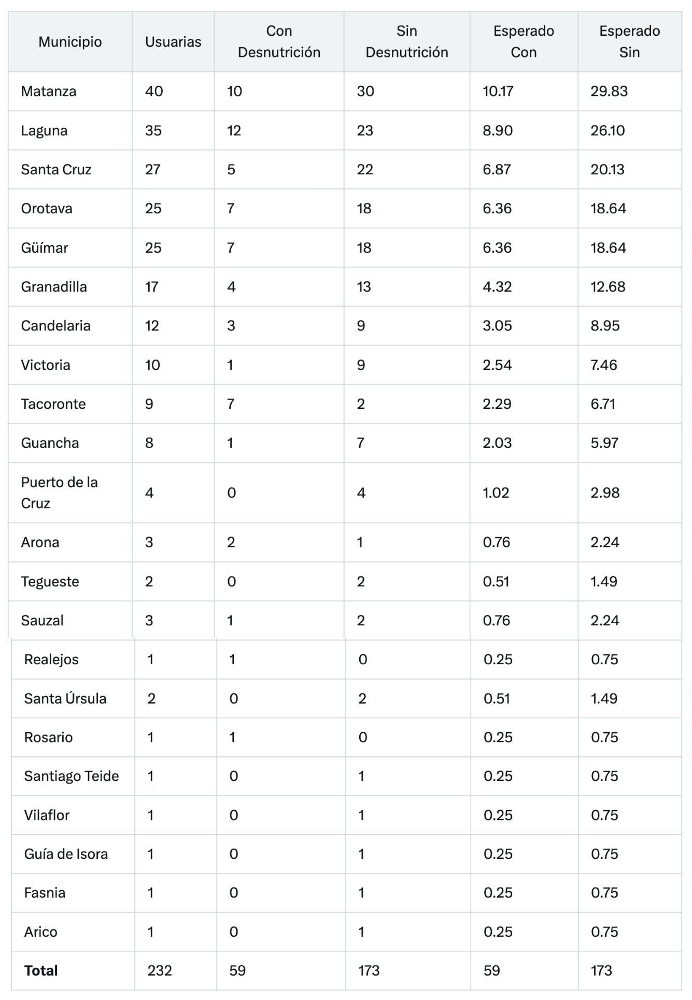 Municipio Usuarias Con Desnutrición Sin Desnutrición Esperado Con Esperado Sin
Matanza 40 10 30 10.17 29.83
Laguna 35 12 23 8.90 26.10
Santa Cruz 27 5 22 6.87 20.13
Orotava 25 7 18 6.36 18.64
Güímar 25 7 18 6.36 18.64
Granadilla 17 4 13 4.32 12.68
Candelaria 12 3 9 3.05 8.95
Victoria 10 1 9 2.54 7.46
Tacoronte 9 7 2 2.29 6.71
Guancha 8 1 7 2.03 5.97
Puerto de la Cruz 4 0 4 1.02 2.98
Arona 3 2 1 0.76 2.24
Tegueste 2 0 2 0.51 1.49
Sauzal 3 1 2 0.76 2.24
Realejos 1 1 0 0.25 0.75
Santa Úrsula 2 0 2 0.51 1.49
Rosario 1 1 0 0.25 0.75
Santiago Teide 1 0 1 0.25 0.75
Vilaflor 1 0 1 0.25 0.75
Guía de Isora 1 0 1 0.25 0.75
Fasnia 1 0 1 0.25 0.75
Arico 1 0 1 0.25 0.75
Total 232 59 173 59 173